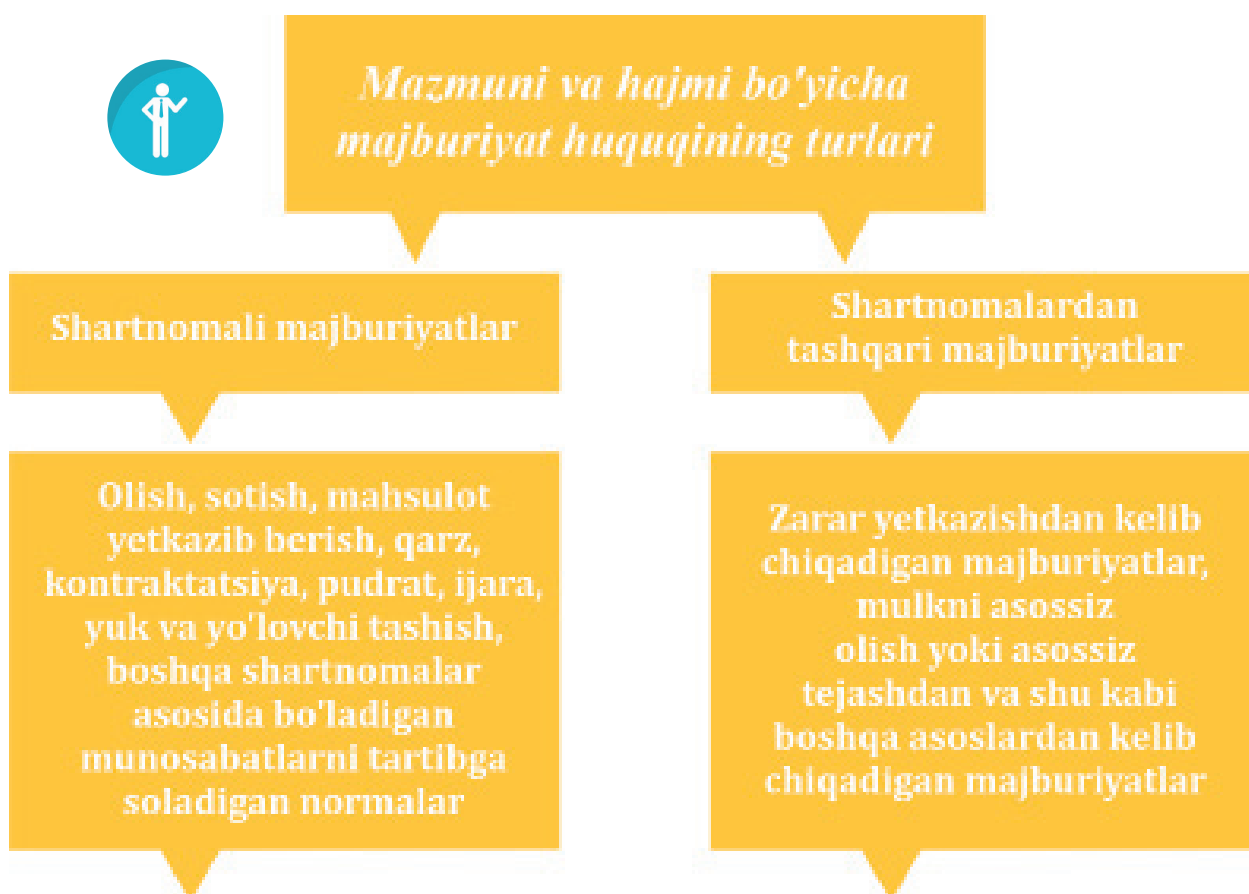 Mazmuni va hajmi bo'yicha
majburiyat huquqining turlari
Shartnomali majburiyatlar
Shartnomalardan
tashqari majburiyatlar
Olish, sotish, mahsulot
yetkazib berish, qarz,
kontraktatsiya, pudrat, ijara,
yuk va yo'lovchi tashish,
boshqa shartnomalar
asosida bo'ladigan
munosabatlarni tartibga
soladigan normalar
Zarar yetkazishdan kelib
chiqadigan majburiyatlar,
mulkni asossiz
olish yoki asossiz
tejashdan va shu kabi
boshqa asoslardan kelib
chiqadigan majburiyatlar